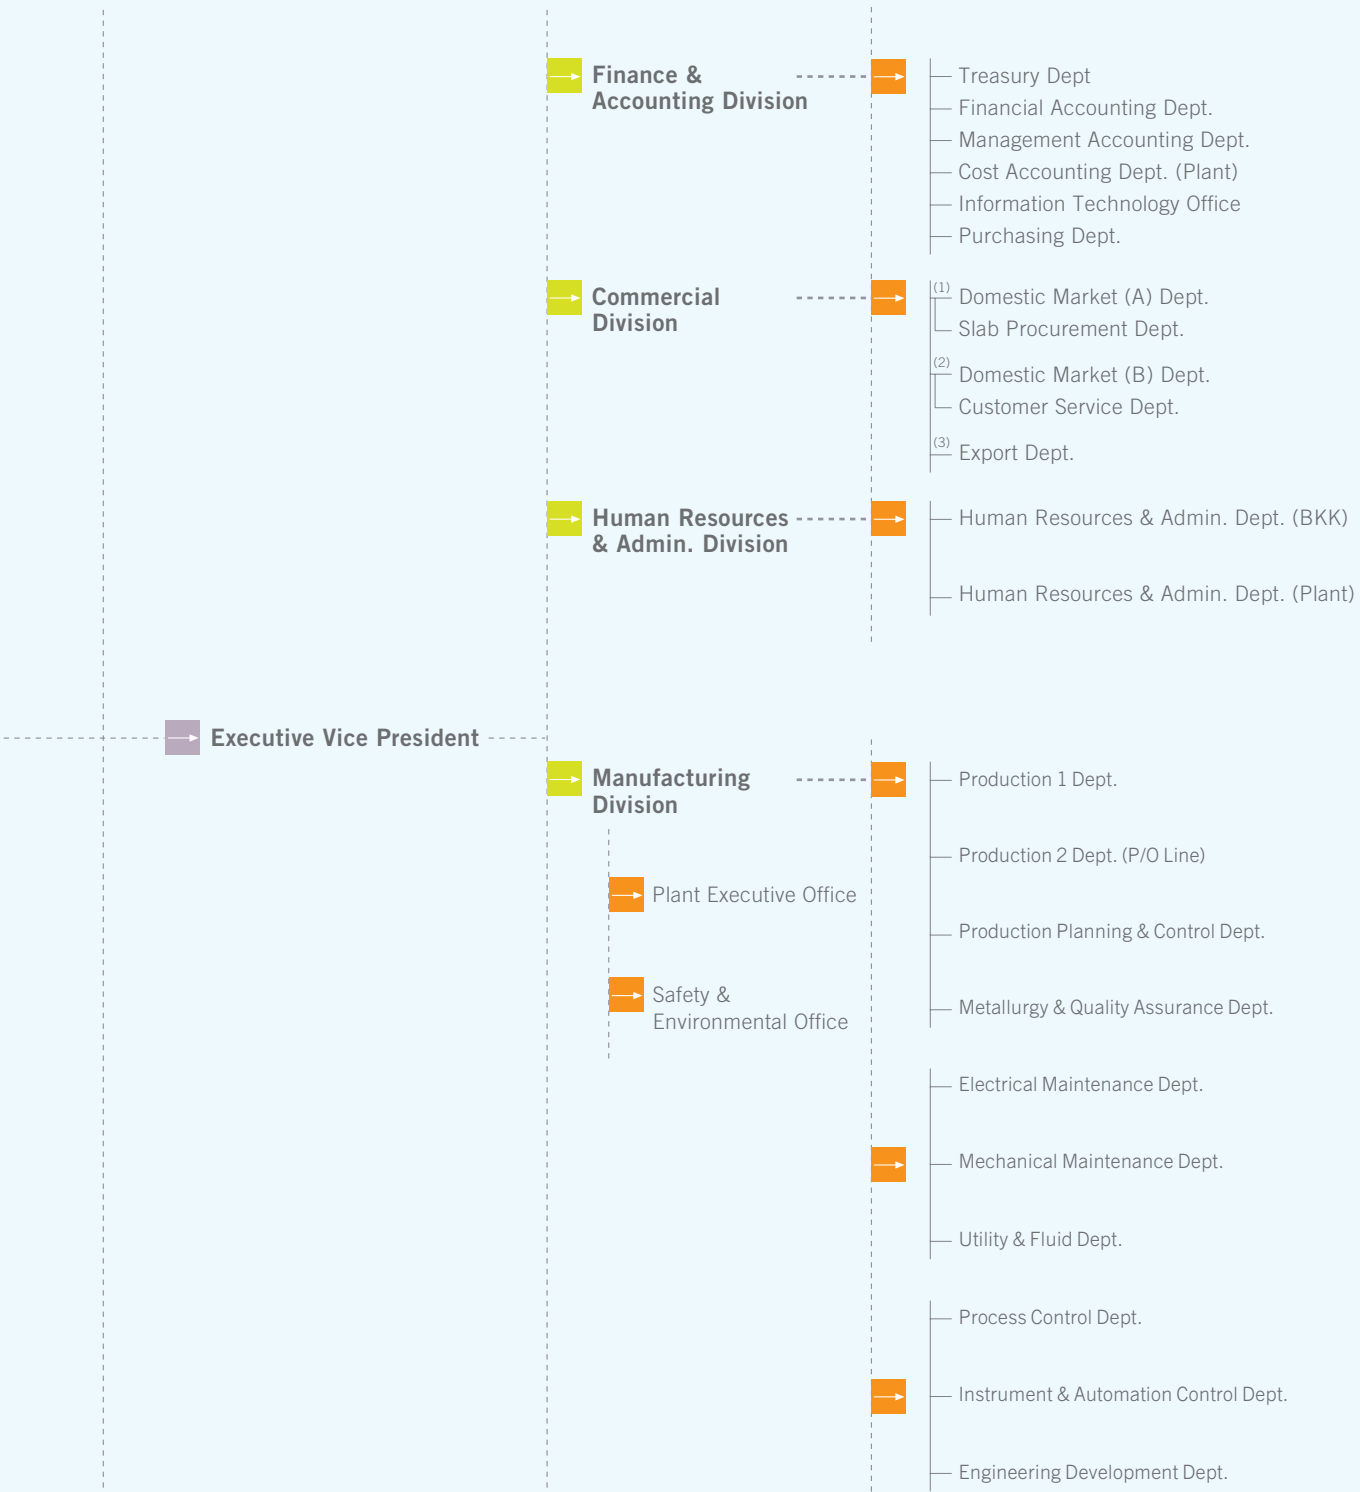 Finance &
Accounting Division
Treasury Dept
Financial Accounting Dept.
Management Accounting Dept.
Cost Accounting Dept. (Plant)
Information Technology Office
Purchasing Dept.
Commercial
Division
(1) Domestic Market (A) Dept.
Slab Procurement Dept.
(2) Domestic Market (B) Dept.
Customer Service Dept.
(3) Export Dept.
Human Resources
& Admin. Division
Human Resources & Admin. Dept. (BKK)
Human Resources & Admin. Dept. (Plant)
Executive Vice President
Manufacturing
Division
Plant Executive Office
Safety &
Environmental Office
Production 1 Dept.
Production 2 Dept. (P/O Line)
Production Planning & Control Dept.
Metallurgy & Quality Assurance Dept.
Electrical Maintenance Dept.
Mechanical Maintenance Dept.
Utility & Fluid Dept.
Process Control Dept.
Instrument & Automation Control Dept.
Engineering Development Dept.